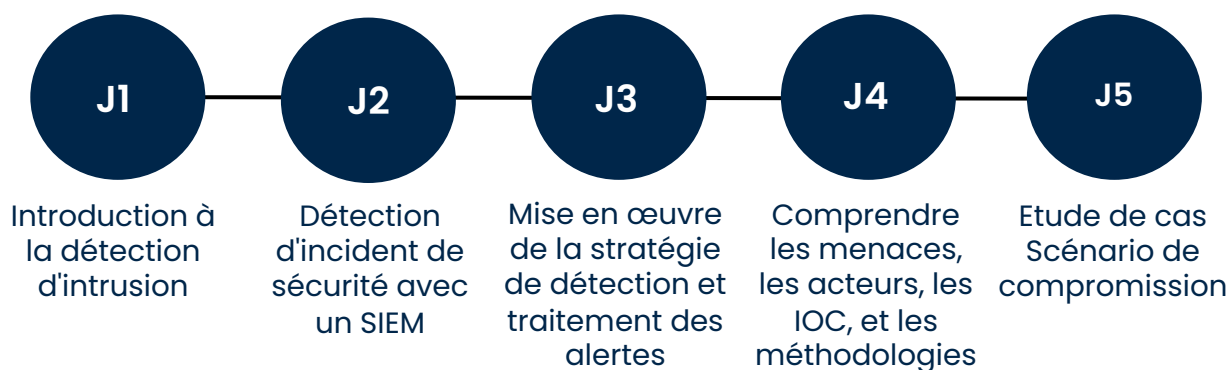 J1
J2
J3
J4
J5
Introduction à
la détection
d'intrusion
Détection
d'incident de
sécurité avec
un SIEM
Mise en œuvre
de la stratégie
de détection et
traitement des
alertes
Comprendre
les menaces,
les acteurs, les
IOC, et les
méthodologies
Etude de cas
Scénario de
compromission